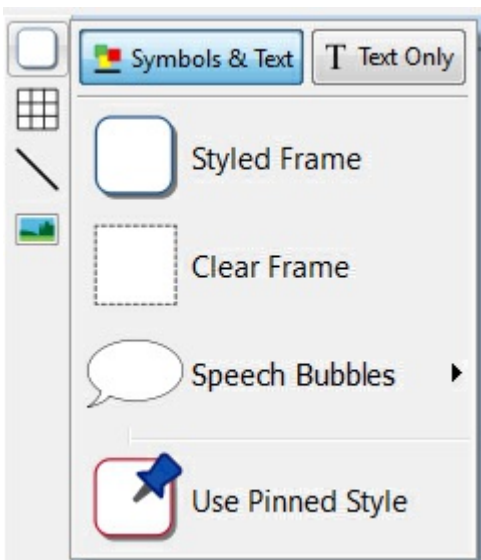 Symbols & Text
T Text Only
Styled Frame
Clear Frame
Speech Bubbles
Use Pinned Style